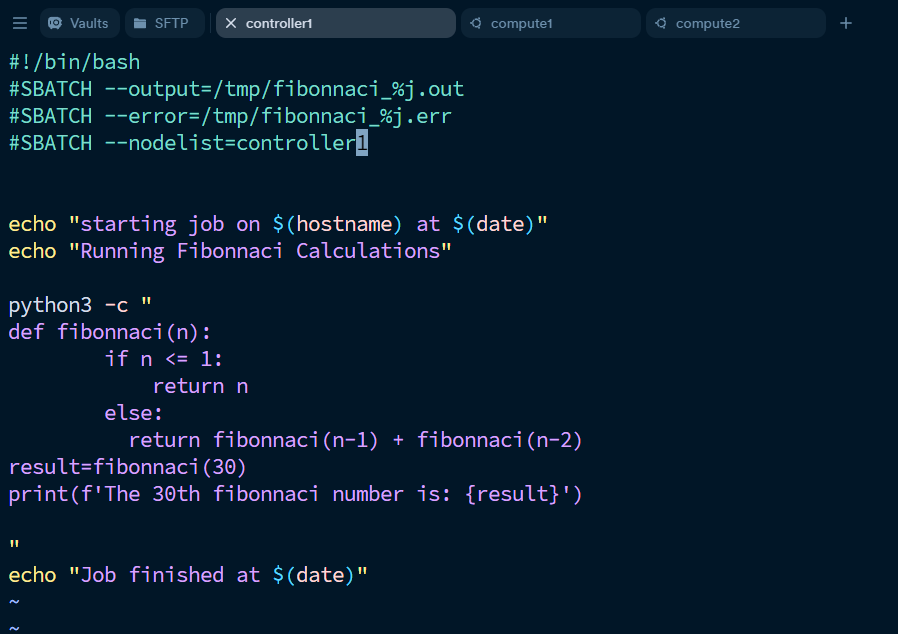 Vaults SFTP controller1 compute1 compute2
#!/bin/bash
#SBATCH --output=/tmp/fibonnaci_%j.out
#SBATCH --error=/tmp/fibonnaci_%j.err
#SBATCH --nodelist=controller1
echo "starting job on $(hostname) at $(date)"
echo "Running Fibonnaci Calculations"
python3 -c "
def fibonnaci(n):
        if n <= 1:
            return n
        else:
          return fibonnaci(n-1) + fibonnaci(n-2)
result=fibonnaci(30)
print(f'The 30th fibonnaci number is: {result}')
"
echo "Job finished at $(date)"
~
~